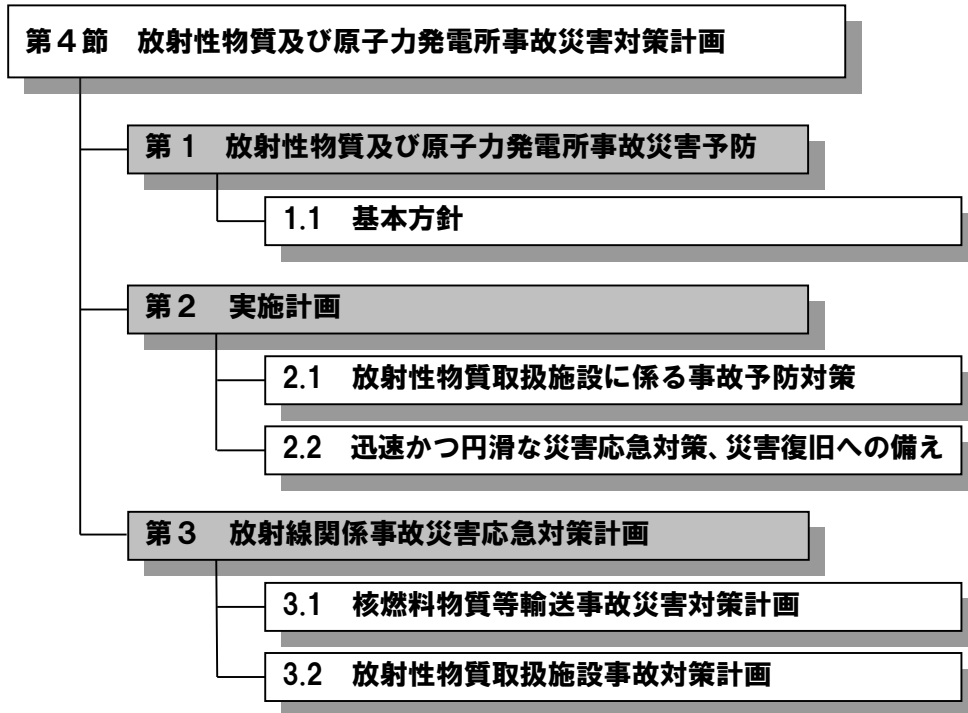 第４節　放射性物質及び原子力発電所事故災害対策計画
第１　放射性物質及び原子力発電所事故災害予防
1.1　基本方針
第２　実施計画
2.1　放射性物質取扱施設に係る事故予防対策
2.2　迅速かつ円滑な災害応急対策、災害復旧への備え
第３　放射線関係事故災害応急対策計画
3.1　核燃料物質等輸送事故災害対策計画
3.2　放射性物質取扱施設事故対策計画